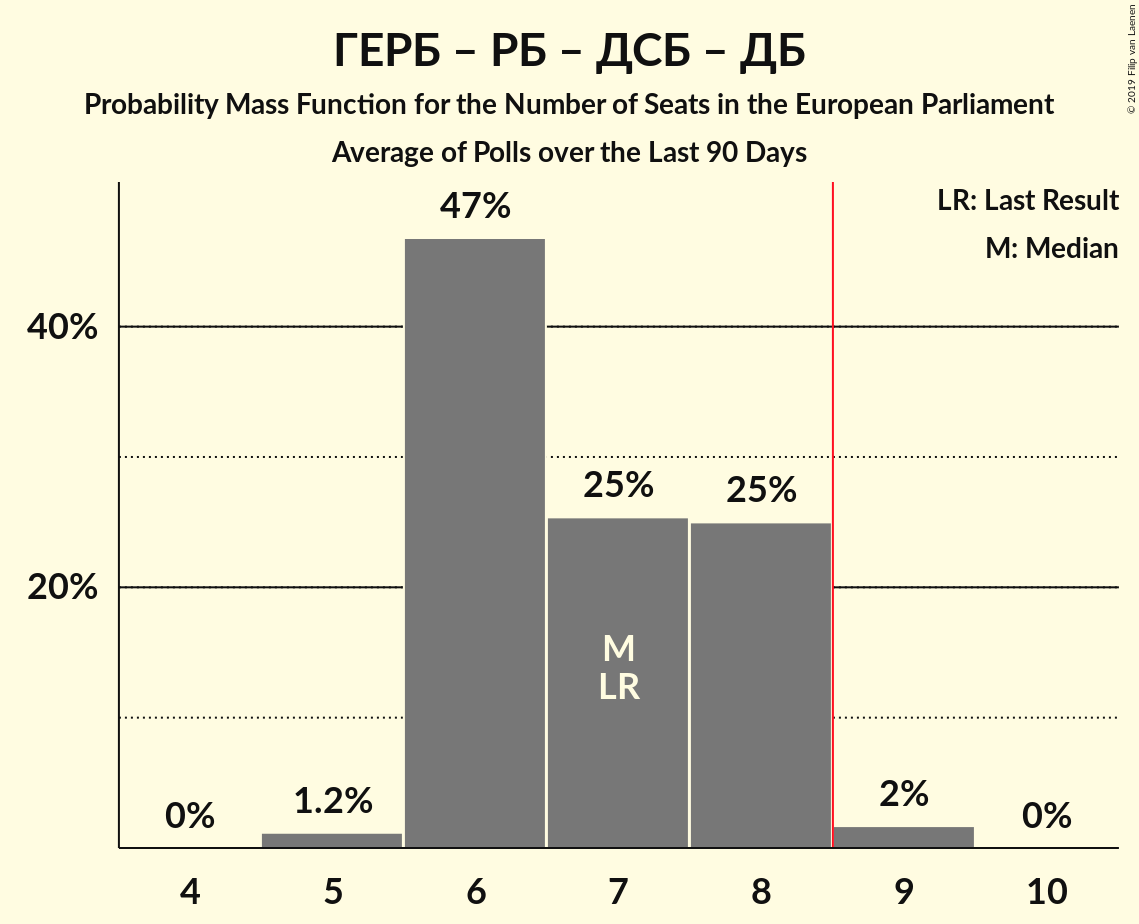 ГЕРБ – РБ – ДСБ – ДБ
Probability Mass Function for the Number of Seats in the European Parliament
Average of Polls over the Last 90 Days
© 2019 Filip van Laenen
LR: Last Result
M: Median
47%
40%
25%
25%
20%
M
LR
0%
1.2%
2%
0%
4 5 6 7 8 9 10